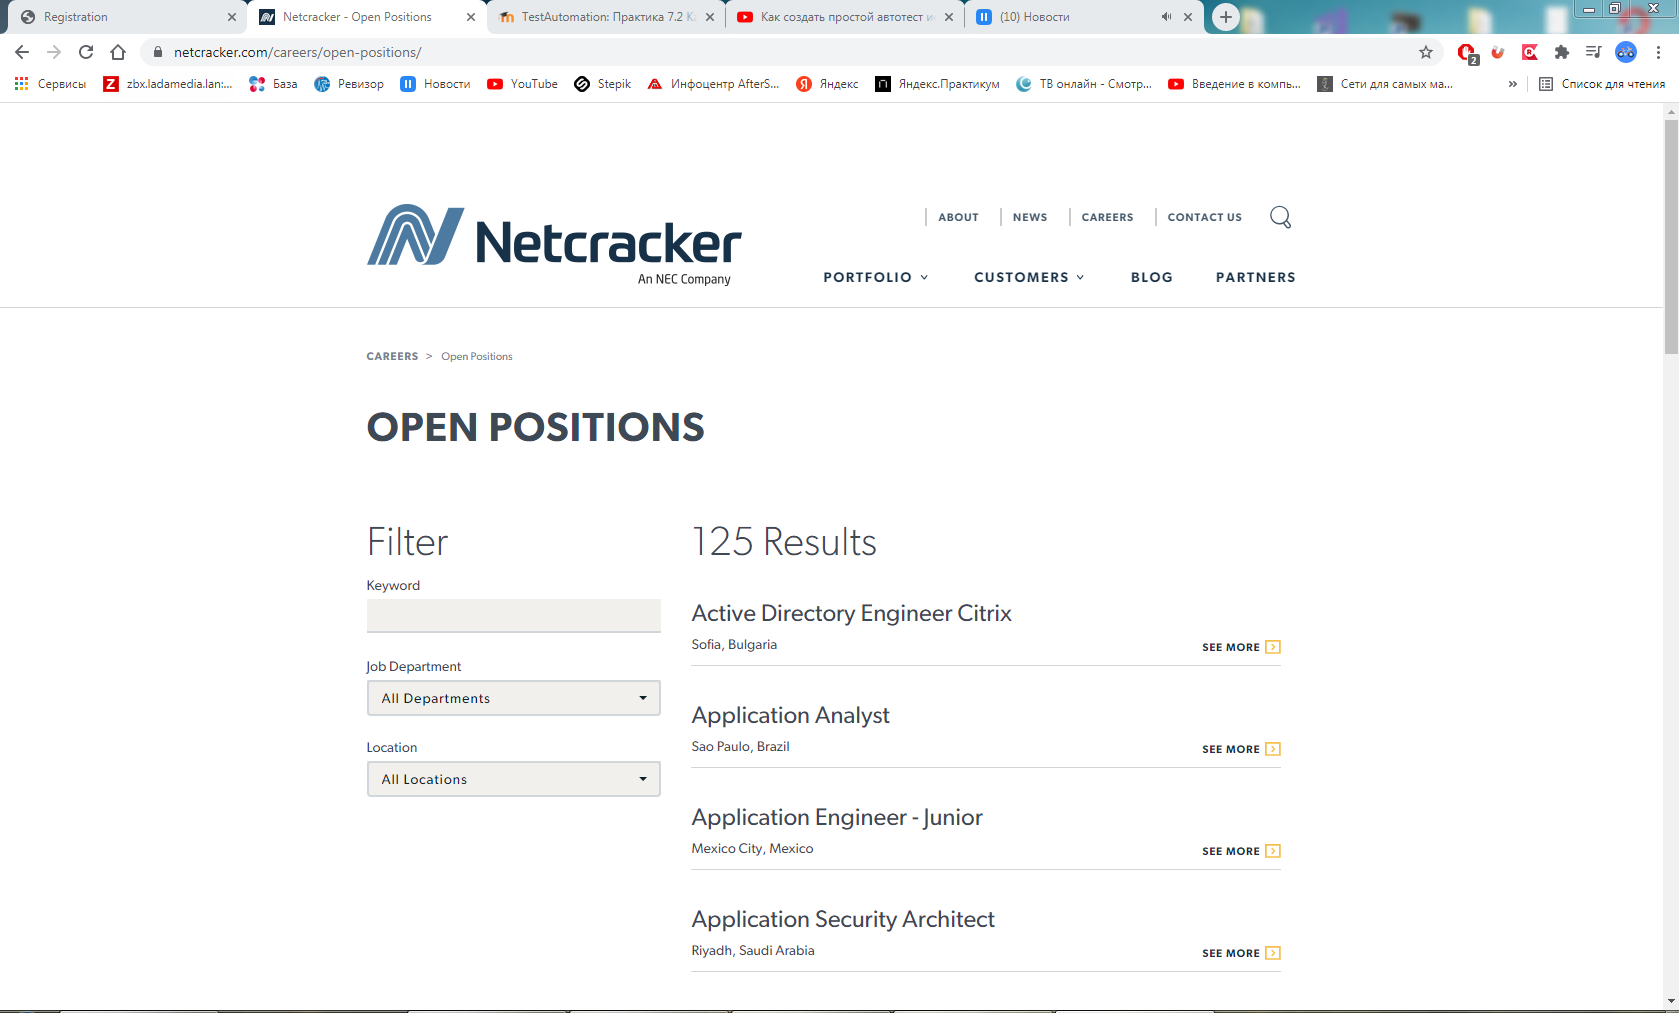 Registration
Netcracker - Open Positions
TestAutomation: Практика 7.2 Ка
Как создать простой автотест и
(10) Новости
netcracker.com/careers/open-positions/
2
Сервисы
zbx.ladamedia.lan:...
База
Ревизор
Новости
YouTube
Stepik
Инфоцентр AfterS...
Яндекс
Яндекс.Практикум
ТВ онлайн - Смотр...
Введение в компь...
Сети для самых ма...
»
Список для чтения
Netcracker
An NEC Company
ABOUT
NEWS
CAREERS
CONTACT US
PORTFOLIO
CUSTOMERS
BLOG
PARTNERS
CAREERS > Open Positions
OPEN POSITIONS
Filter
Keyword
Job Department
All Departments
Location
All Locations
125 Results
Active Directory Engineer Citrix
Sofia, Bulgaria
SEE MORE
Application Analyst
Sao Paulo, Brazil
SEE MORE
Application Engineer - Junior
Mexico City, Mexico
SEE MORE
Application Security Architect
Riyadh, Saudi Arabia
SEE MORE